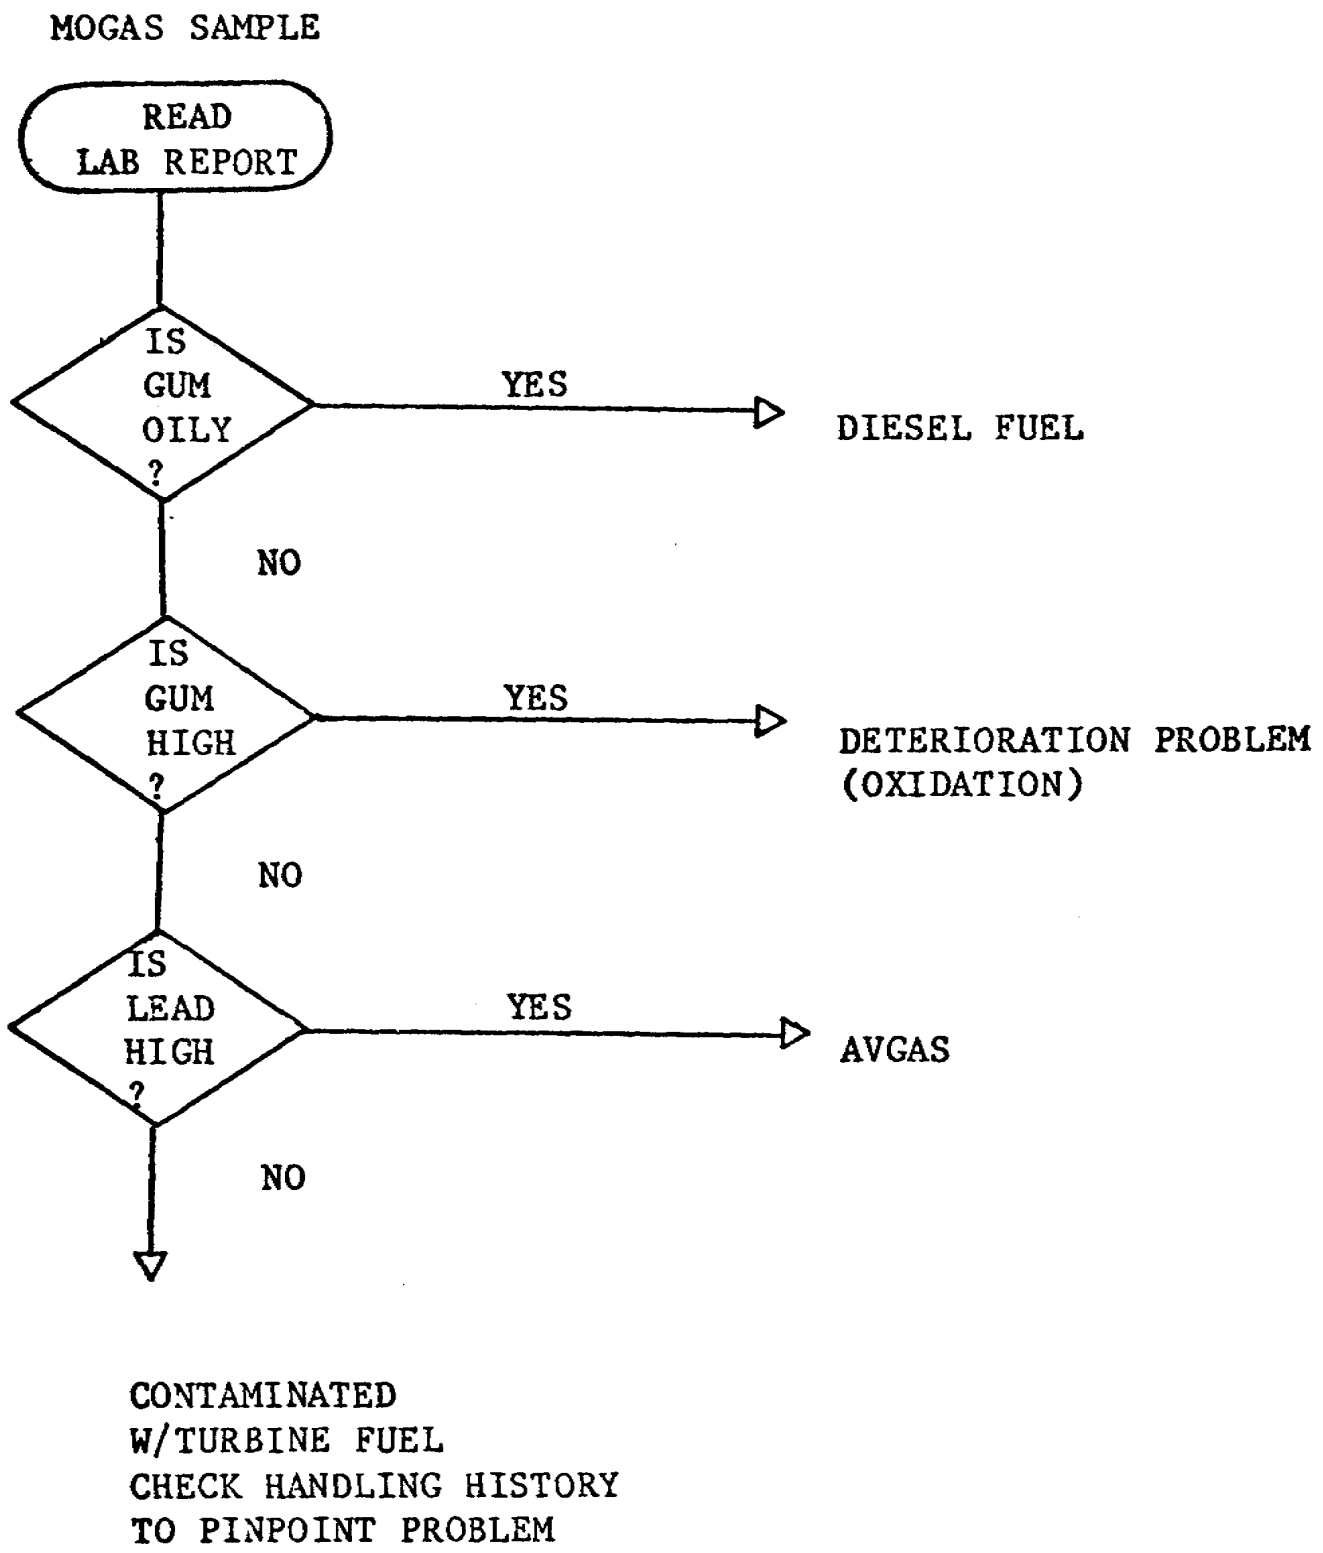 MOGAS SAMPLE
READ
LAB REPORT
IS
GUM
OILY
?
YES
DIESEL FUEL
NO
IS
GUM
HIGH
?
YES
DETERIORATION PROBLEM
(OXIDATION)
NO
IS
LEAD
HIGH
?
YES
AVGAS
NO
CONTAMINATED
W/TURBINE FUEL
CHECK HANDLING HISTORY
TO PINPOINT PROBLEM